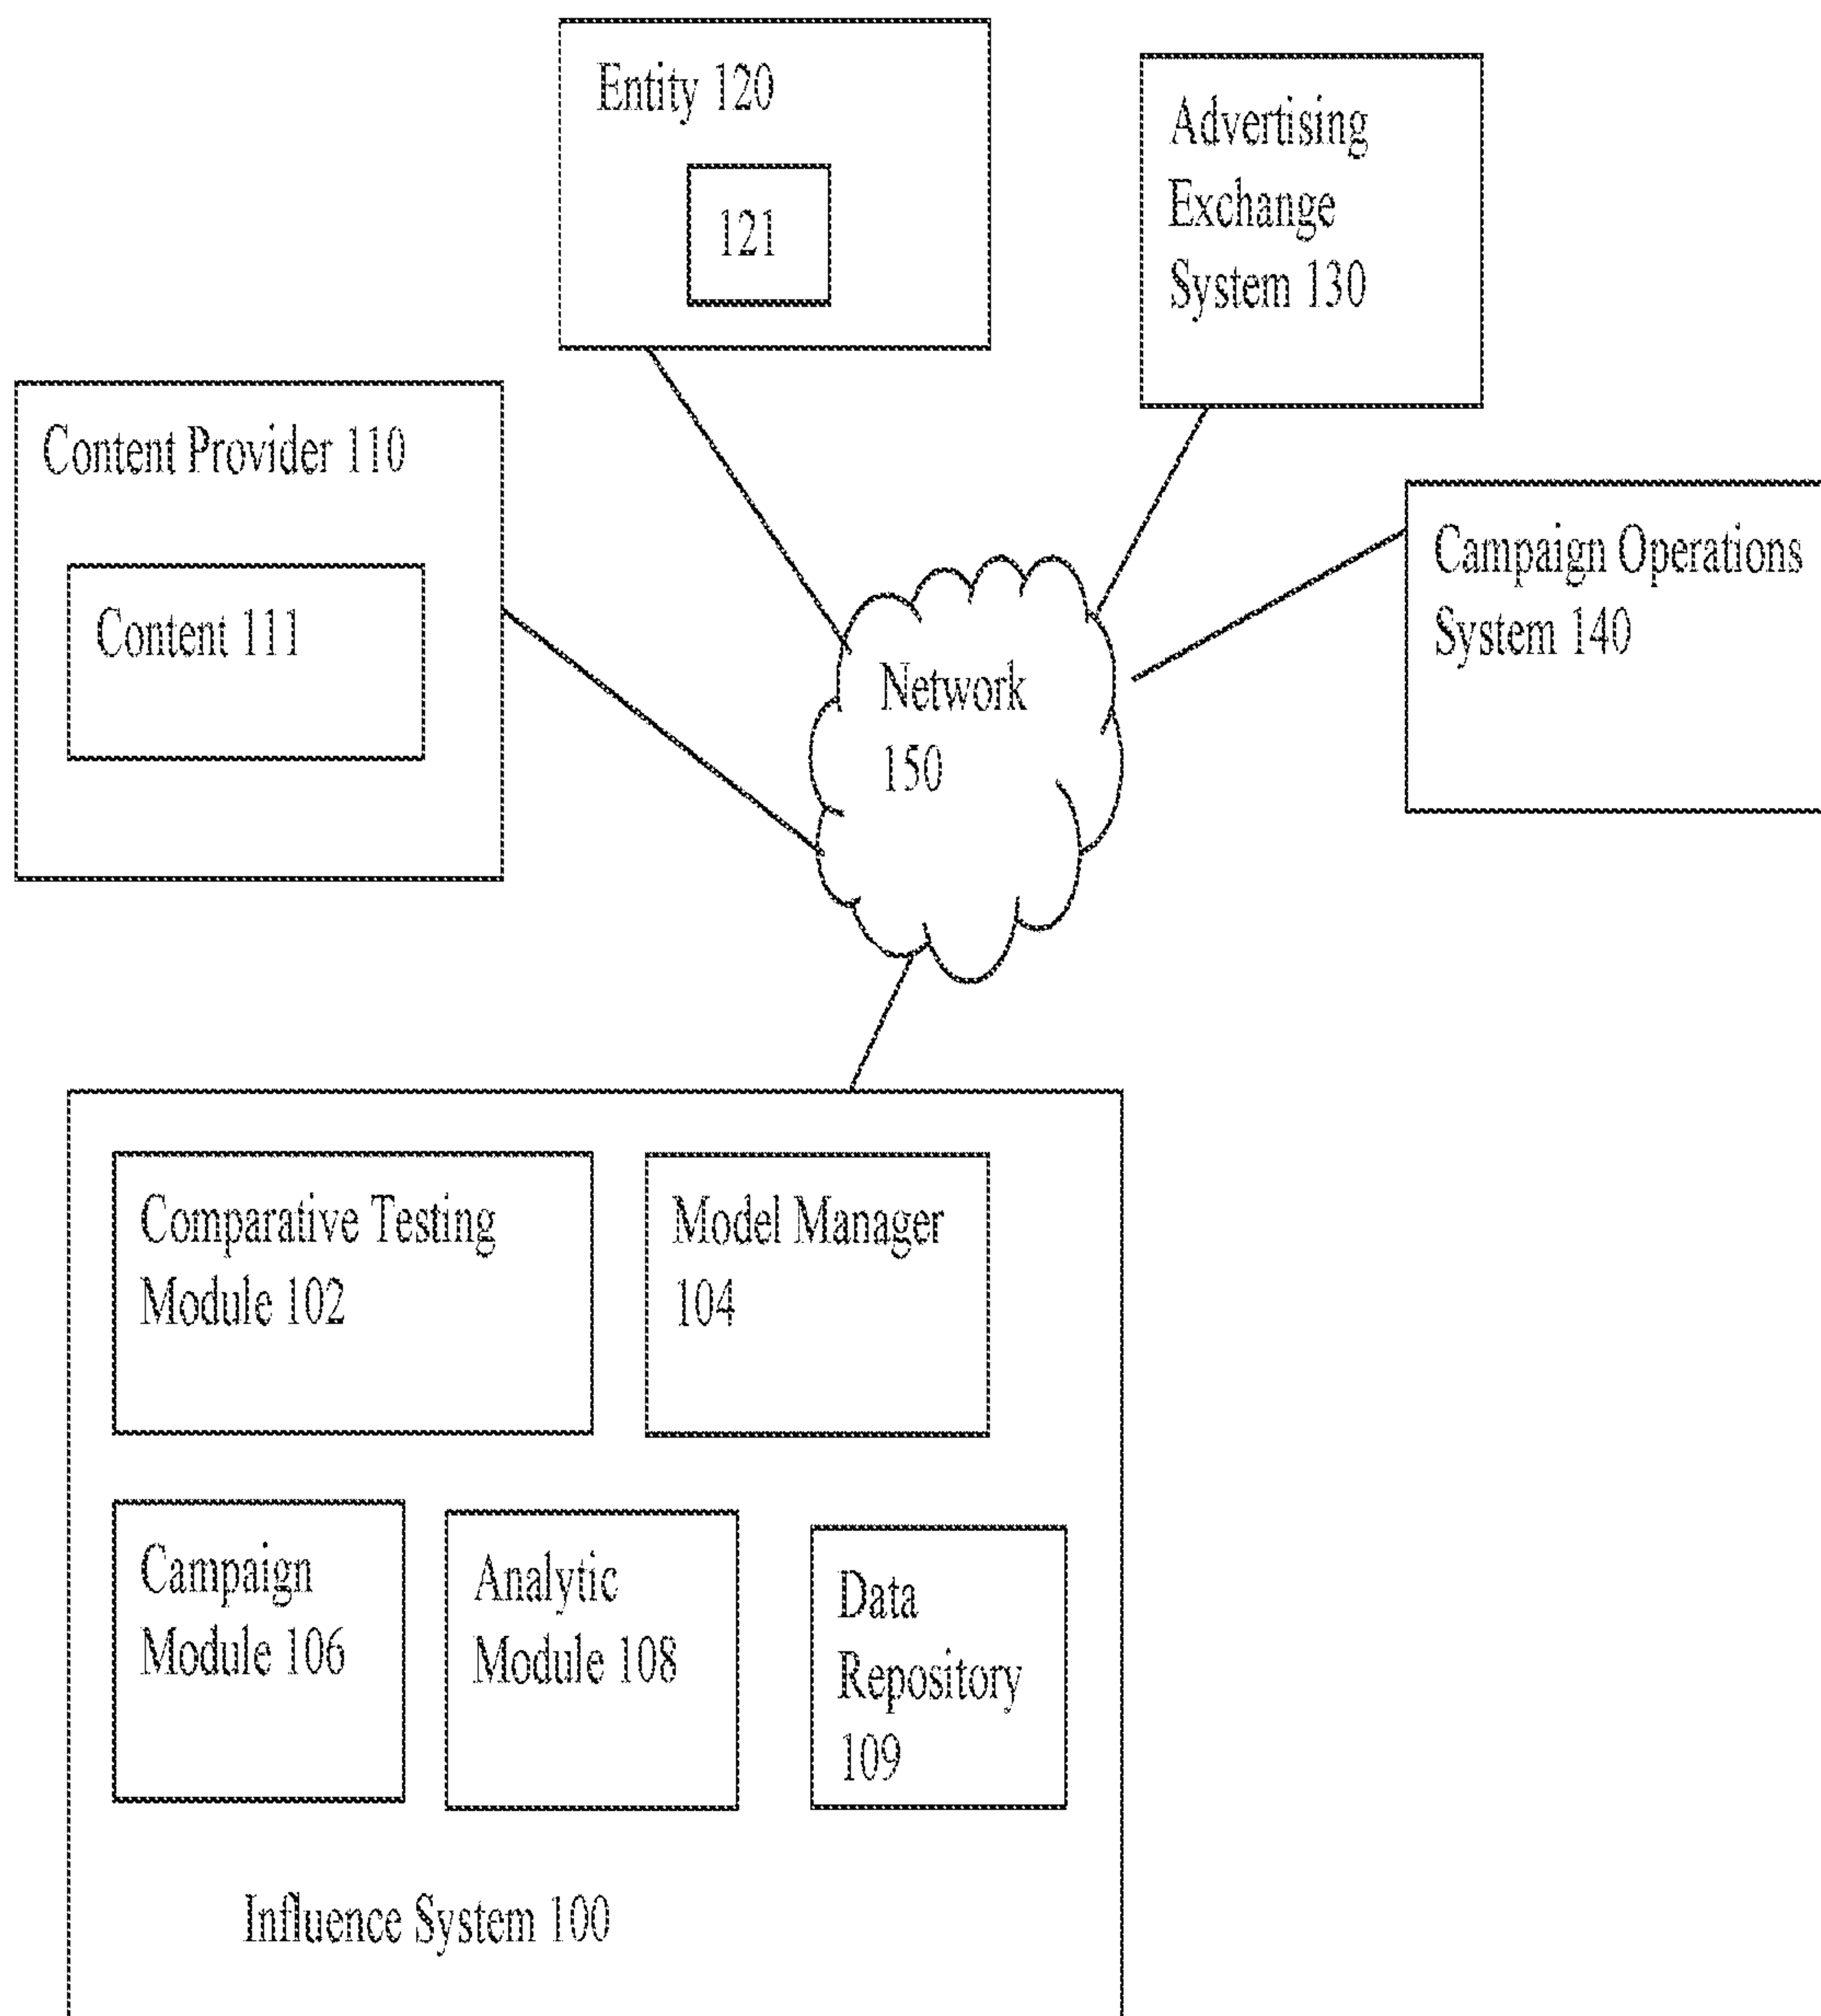 Entity 120
121
Advertising
Exchange
System 130
Content Provider 110
Content 111
Campaign Operations
System 140
Network
150
Comparative Testing
Module 102
Model Manager
104
Campaign
Module 106
Analytic
Module 108
Data
Repository
109
Influence System 100